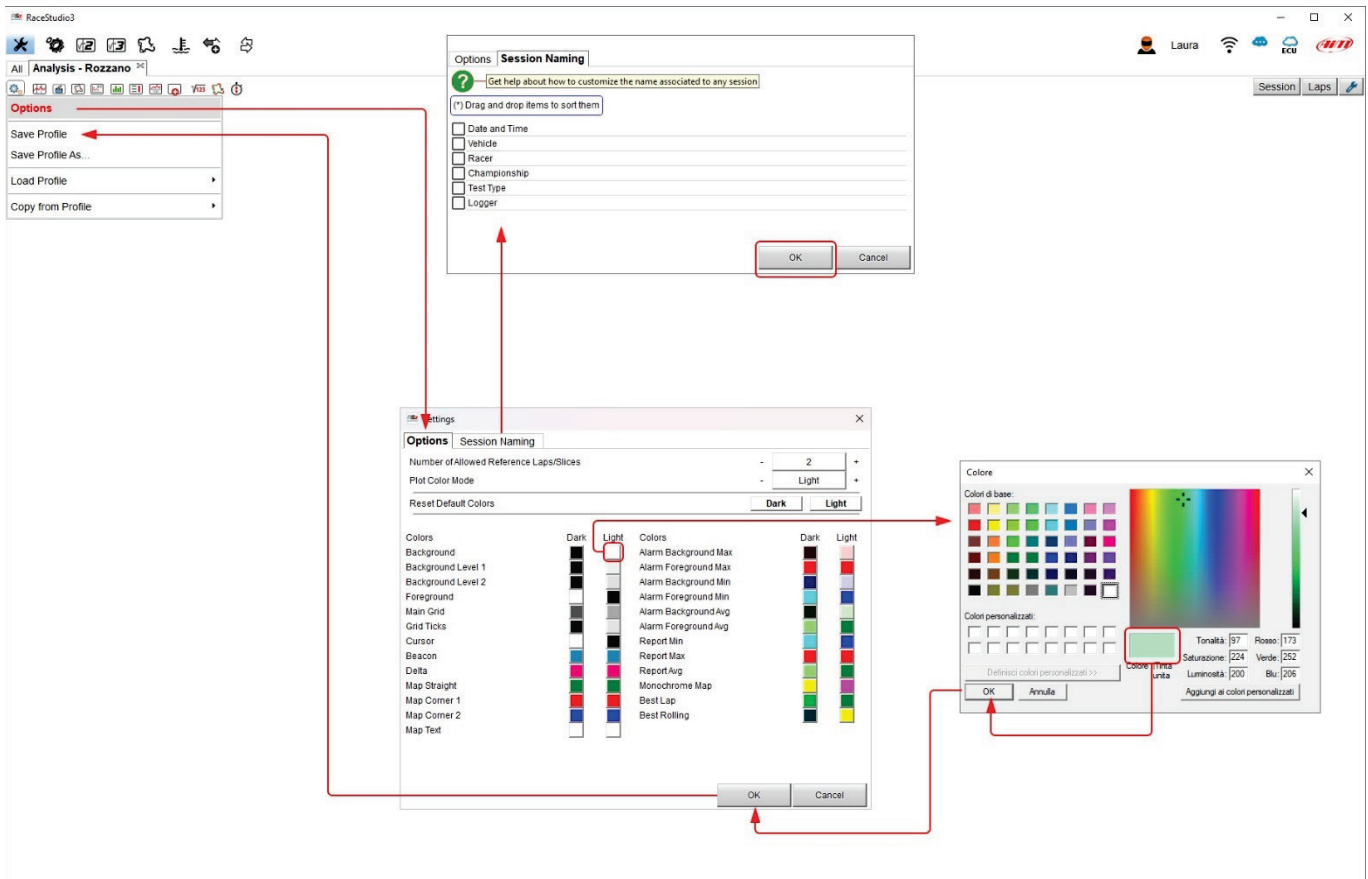 RaceStudio3
Laura
ECU
All Analysis - Rozzano
Session Laps
Options
Save Profile
Save Profile As...
Load Profile
Copy from Profile
Options Session Naming
Get help about how to customize the name associated to any session
(*) Drag and drop items to sort them
Date and Time
Vehicle
Racer
Championship
Test Type
Logger
OK Cancel
ettings
Options Session Naming
Number of Allowed Reference Laps/Slices - 2 +
Plot Color Mode - Light +
Reset Default Colors Dark Light
Colors Dark Light Colors Dark Light
Background Alarm Background Max
Background Level 1 Alarm Foreground Max
Background Level 2 Alarm Background Min
Foreground Alarm Foreground Min
Main Grid Alarm Background Avg
Grid Ticks Alarm Foreground Avg
Cursor Report Min
Beacon Report Max
Delta Report Avg
Map Straight Monochrome Map
Map Corner 1 Best Lap
Map Corner 2 Best Rolling
Map Text
OK Cancel
Colore
Colori di base:
Colori personalizzati:
Definisci colori personalizzati >>
OK Annulla
Colore Tinta unita
Tonalità: 97 Rosso: 173
Saturazione: 224 Verde: 252
Luminosità: 200 Blu: 206
Aggiungi ai colori personalizzati